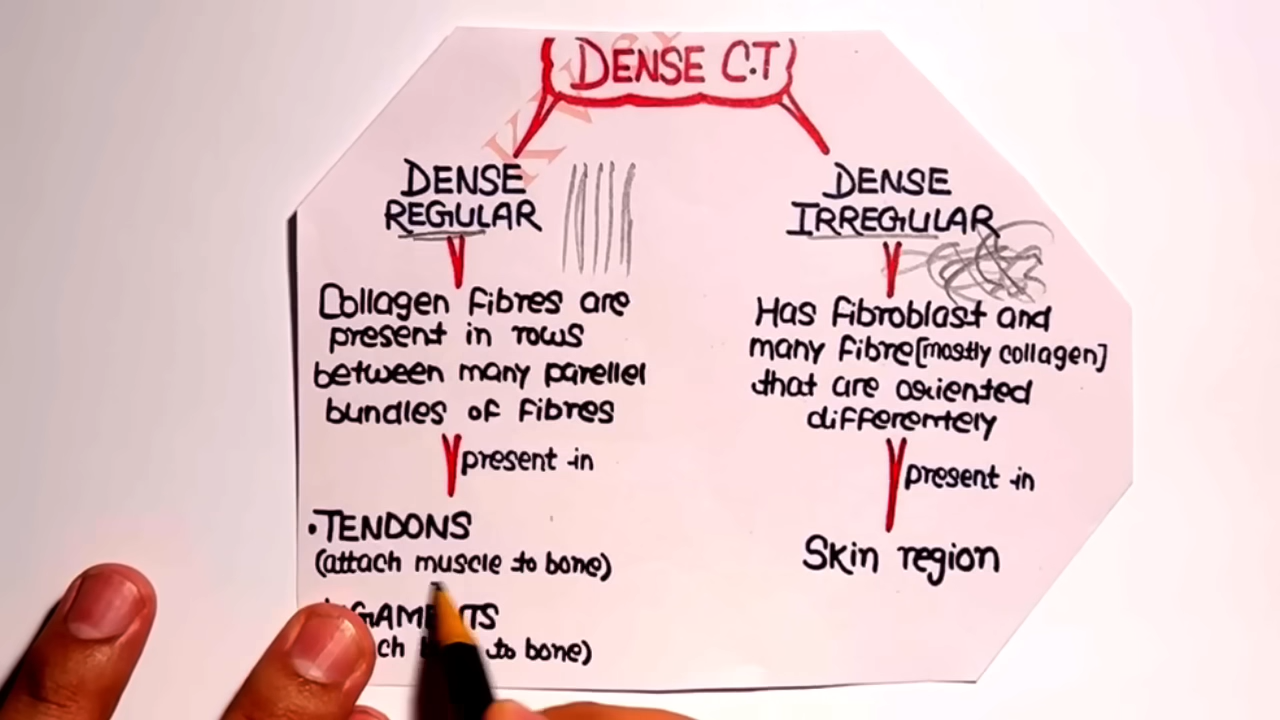 DENSE C.T
DENSE
REGULAR
Collagen fibres are
present in rows
between many parellel
bundles of fibres
present in
• TENDONS
(attach muscle to bone)
to bone)
DENSE
IRREGULAR
Has fibroblast and
many fibre [mostly collagen]
that are oriented
differentely
present in
Skin region